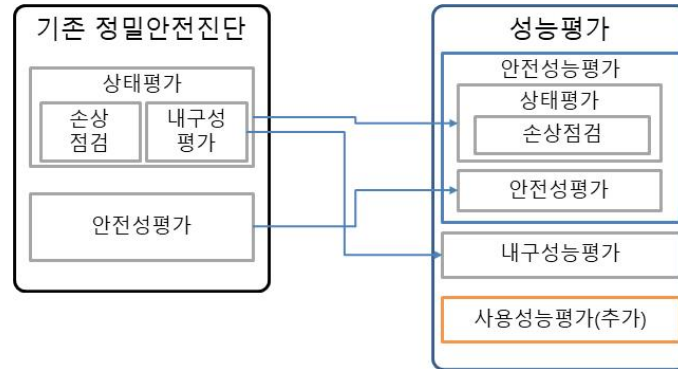 기존 정밀안전진단
상태평가
손상
점검
내구성
평가
안전성평가
성능평가
안전성능평가
상태평가
손상점검
안전성평가
내구성능평가
사용성능평가(추가)